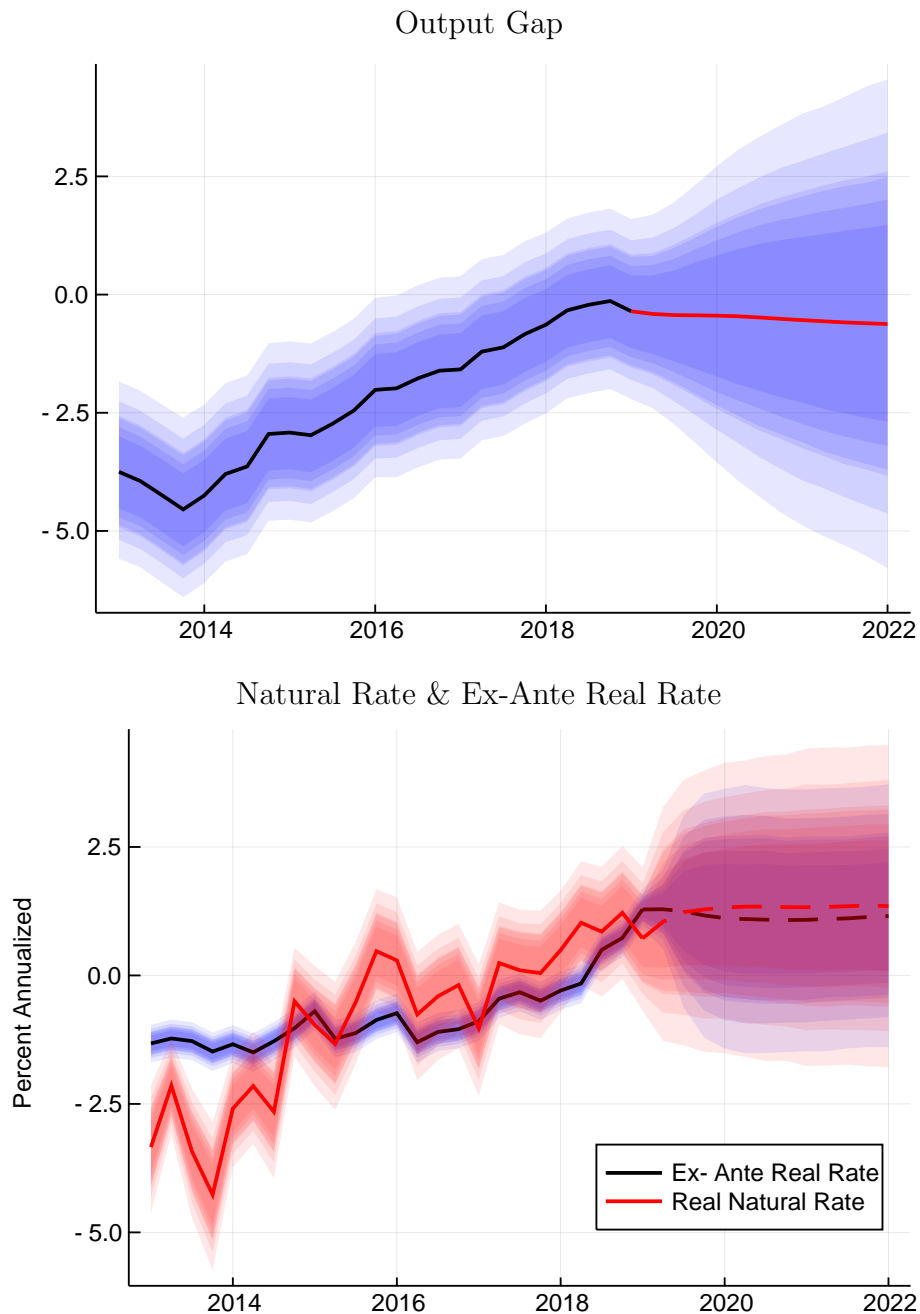 Output Gap
2.5
0.0
- 2.5
- 5.0
2014 2016 2018 2020 2022
Natural Rate & Ex-Ante Real Rate
Percent Annualized
2.5
0.0
- 2.5
- 5.0
Ex- Ante Real Rate
Real Natural Rate
2014 2016 2018 2020 2022